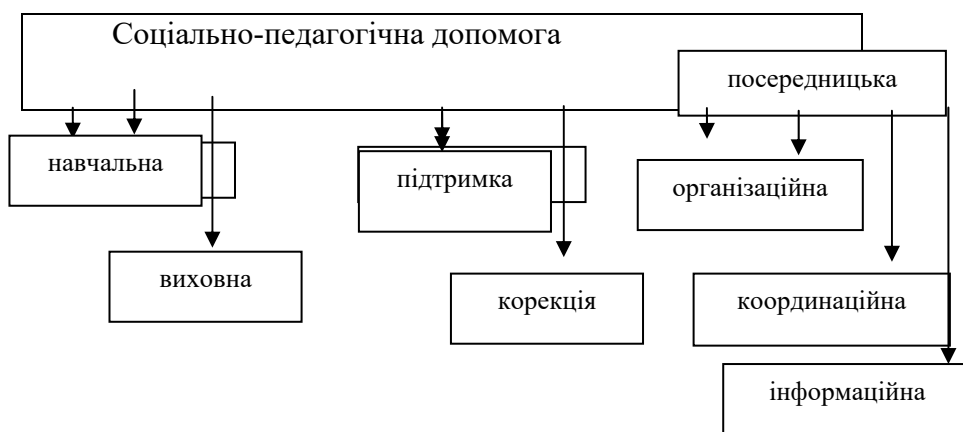 Соціально-педагогічна допомога
посередницька
навчальна
підтримка
організаційна
виховна
корекція
координаційна
інформаційна